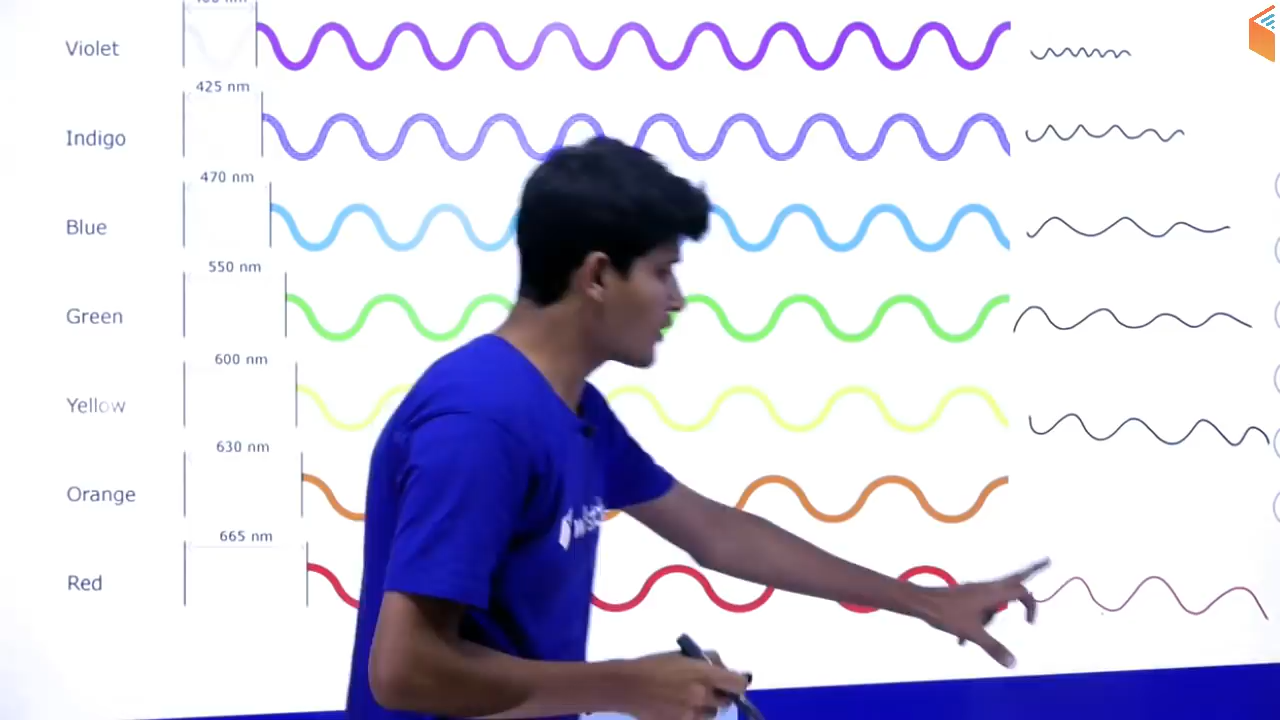 Violet
425 nm
Indigo
470 nm
Blue
550 nm
Green
600 nm
Yellow
630 nm
Orange
665 nm
Red